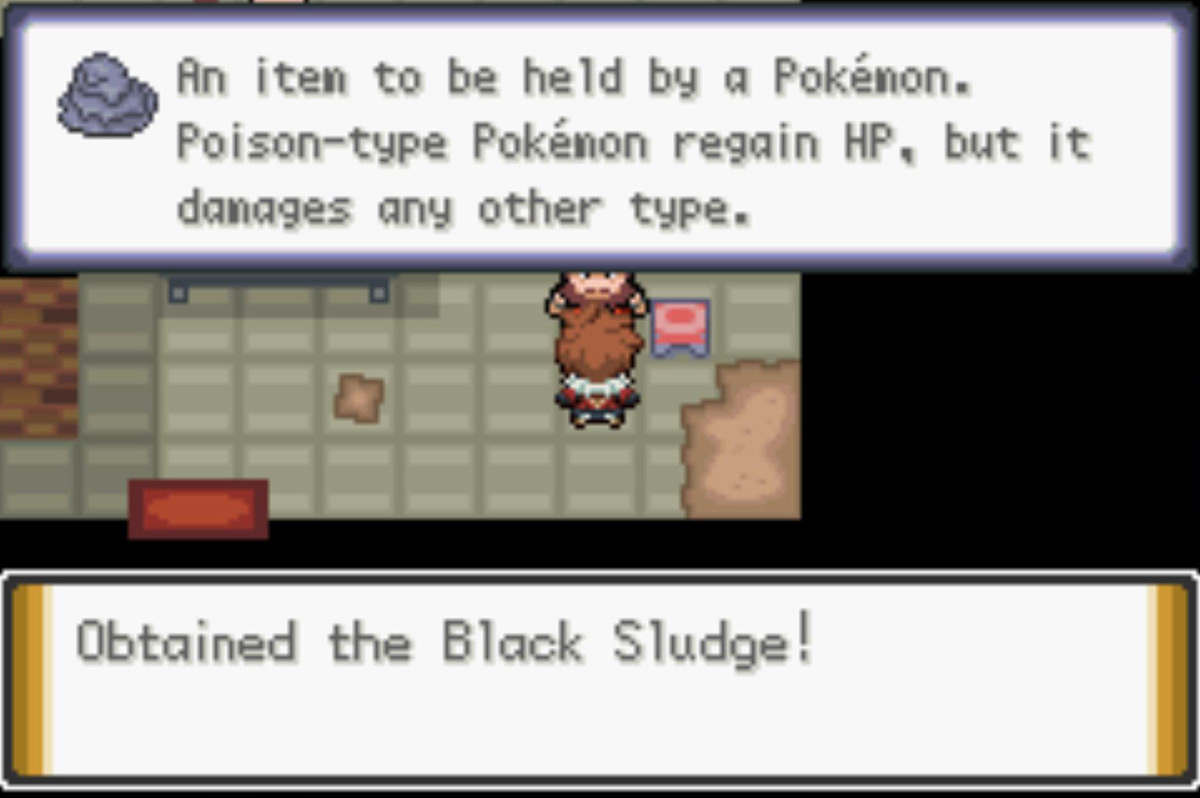 An item to be held by a Pokémon.
Poison-type Pokémon regain HP, but it
damages any other type.
Obtained the Black Sludge!